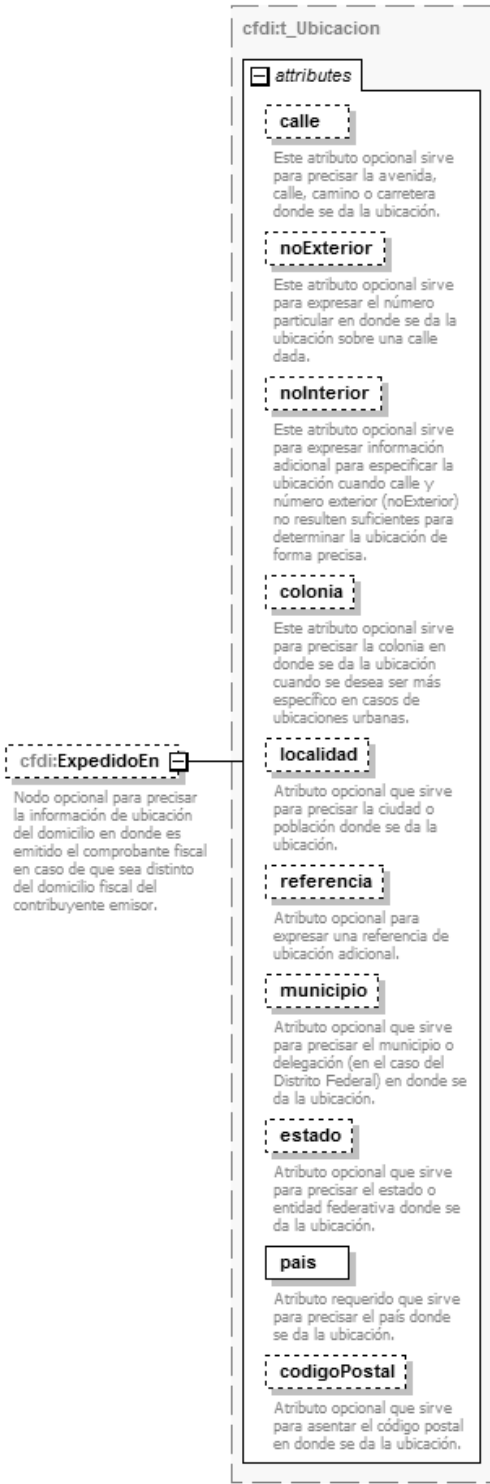 cfdi:t_Ubicacion
attributes
calle
Este atributo opcional sirve
para precisar la avenida,
calle, camino o carretera
donde se da la ubicación.
noExterior
Este atributo opcional sirve
para expresar el número
particular en donde se da la
ubicación sobre una calle
dada.
noInterior
Este atributo opcional sirve
para expresar información
adicional para especificar la
ubicación cuando calle y
número exterior (noExterior)
no resulten suficientes para
determinar la ubicación de
forma precisa.
colonia
Este atributo opcional sirve
para precisar la colonia en
donde se da la ubicación
cuando se desea ser más
específico en casos de
ubicaciones urbanas.
cfdi:ExpedidoEn
Nodo opcional para precisar
la información de ubicación
del domicilio en donde es
emitido el comprobante fiscal
en caso de que sea distinto
del domicilio fiscal del
contribuyente emisor.
localidad
Atributo opcional que sirve
para precisar la ciudad o
población donde se da la
ubicación.
referencia
Atributo opcional para
expresar una referencia de
ubicación adicional.
municipio
Atributo opcional que sirve
para precisar el municipio o
delegación (en el caso del
Distrito Federal) en donde se
da la ubicación.
estado
Atributo opcional que sirve
para precisar el estado o
entidad federativa donde se
da la ubicación.
pais
Atributo requerido que sirve
para precisar el país donde
se da la ubicación.
codigoPostal
Atributo opcional que sirve
para asentar el código postal
en donde se da la ubicación.